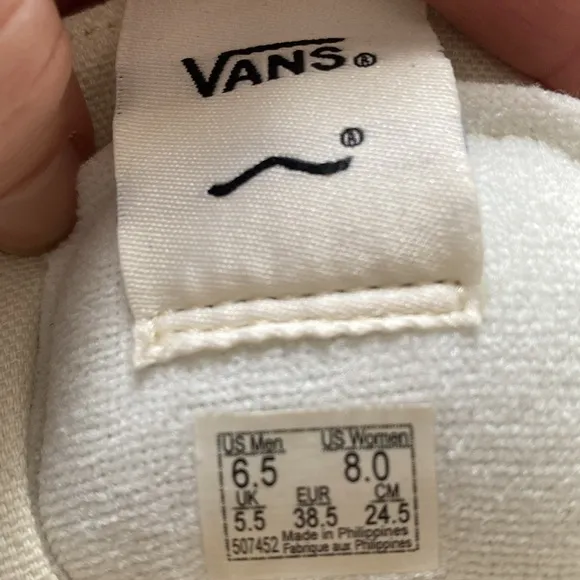 VANS®
®
US Men US Women
6.5 8.0
UK EUR CM
5.5 38.5 24.5
Made in Philippines
507452 Fabrique aux Philippines